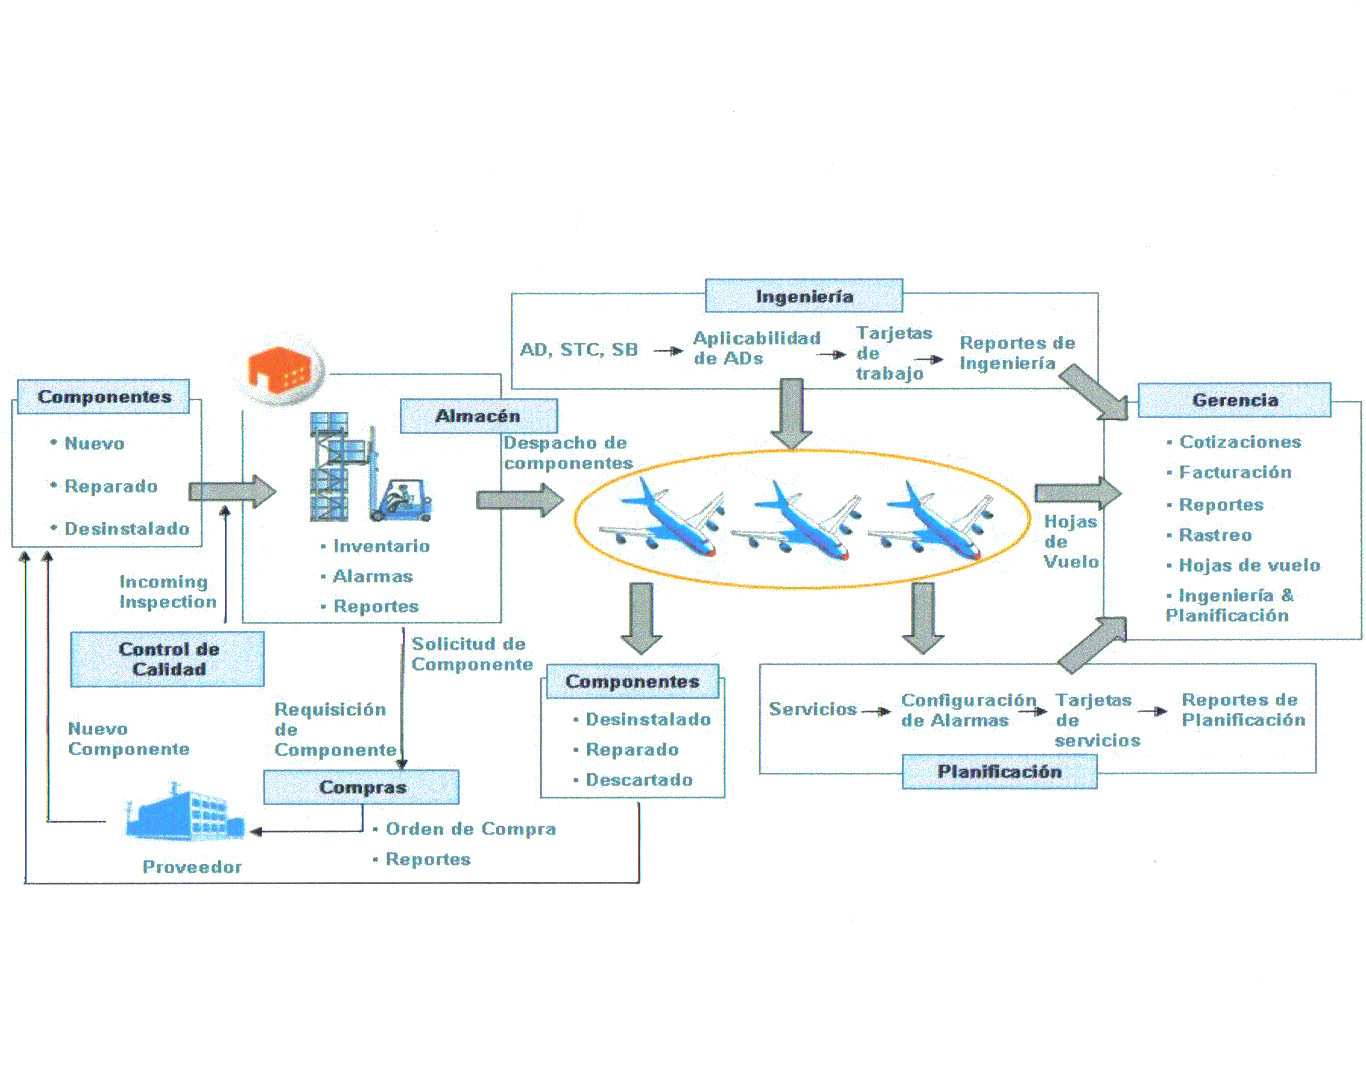 Ingeniería
AD, STC, SB
Aplicabilidad
de ADs
Tarjetas
de
trabajo
Reportes de
Ingeniería
Componentes
• Nuevo
• Reparado
• Desinstalado
Almacén
Despacho de
componentes
• Inventario
• Alarmas
• Reportes
Gerencia
• Cotizaciones
• Facturación
• Reportes
• Rastreo
• Hojas de vuelo
• Ingeniería &
Planificación
Hojas
de
Vuelo
Incoming
Inspection
Control de
Calidad
Solicitud de
Componente
Requisición
de
Componente
Nuevo
Componente
Compras
• Orden de Compra
• Reportes
Proveedor
Componentes
• Desinstalado
• Reparado
• Descartado
Servicios
Configuración
de Alarmas
Tarjetas
de
servicios
Reportes de
Planificación
Planificación